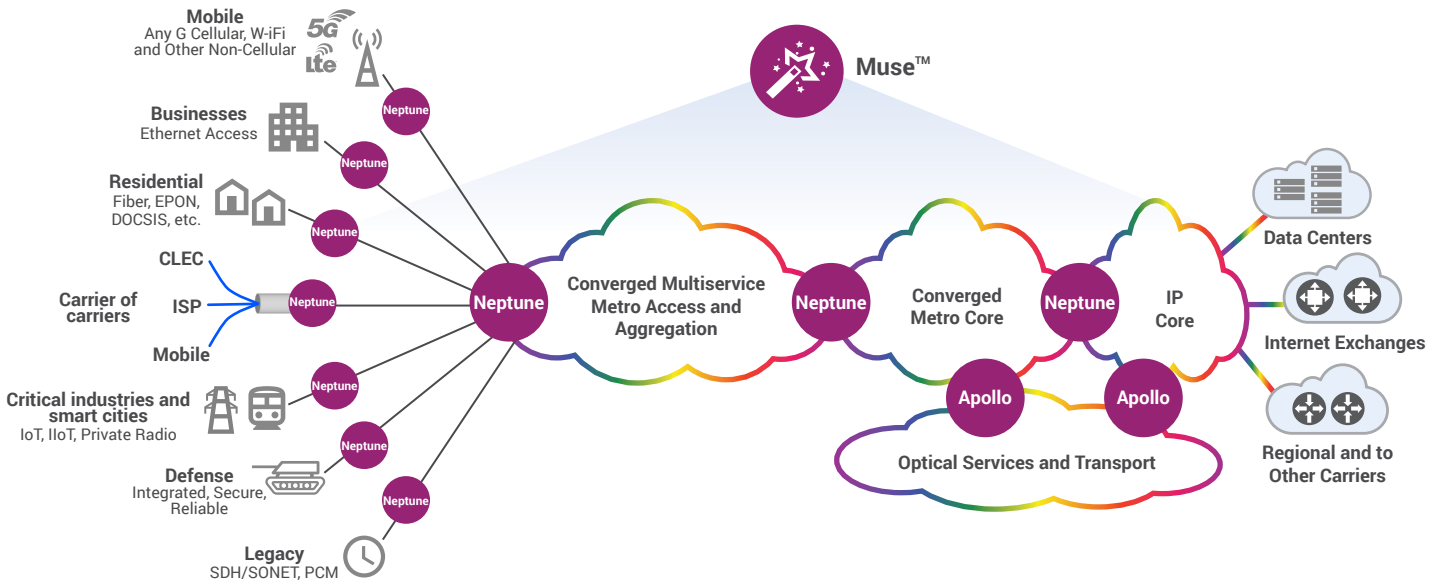 Mobile
Any G Cellular, W-iFi
and Other Non-Cellular
5G
lte
Neptune
Muse™
Businesses
Ethernet Access
Neptune
Residential
Fiber, EPON,
DOCSIS, etc.
Neptune
CLEC
Carrier of
carriers
ISP
Mobile
Neptune
Critical industries and
smart cities
IoT, IIoT, Private Radio
Neptune
Defense
Integrated, Secure,
Reliable
Neptune
Legacy
SDH/SONET, PCM
Neptune
Neptune
Converged Multiservice
Metro Access and
Aggregation
Neptune
Converged
Metro Core
Neptune
IP
Core
Apollo
Apollo
Optical Services and Transport
Data Centers
Internet Exchanges
Regional and to
Other Carriers